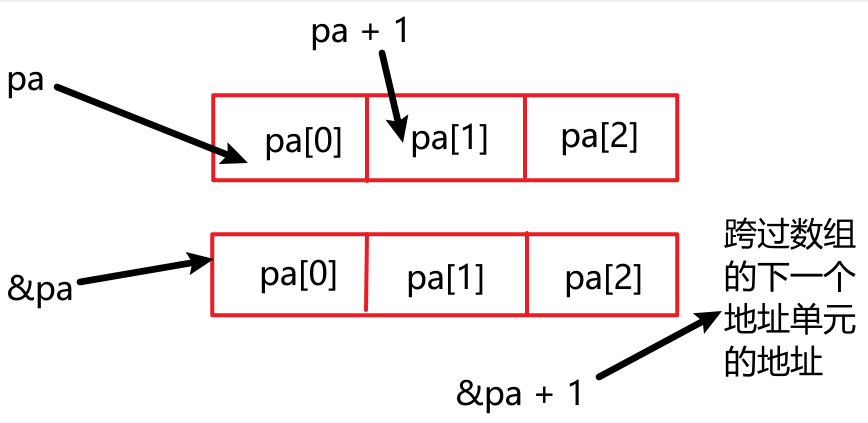 pa + 1
pa
pa[0]
pa[1]
pa[2]
&pa
pa[0]
pa[1]
pa[2]
跨过数组
的下一个
地址单元
的地址
&pa + 1